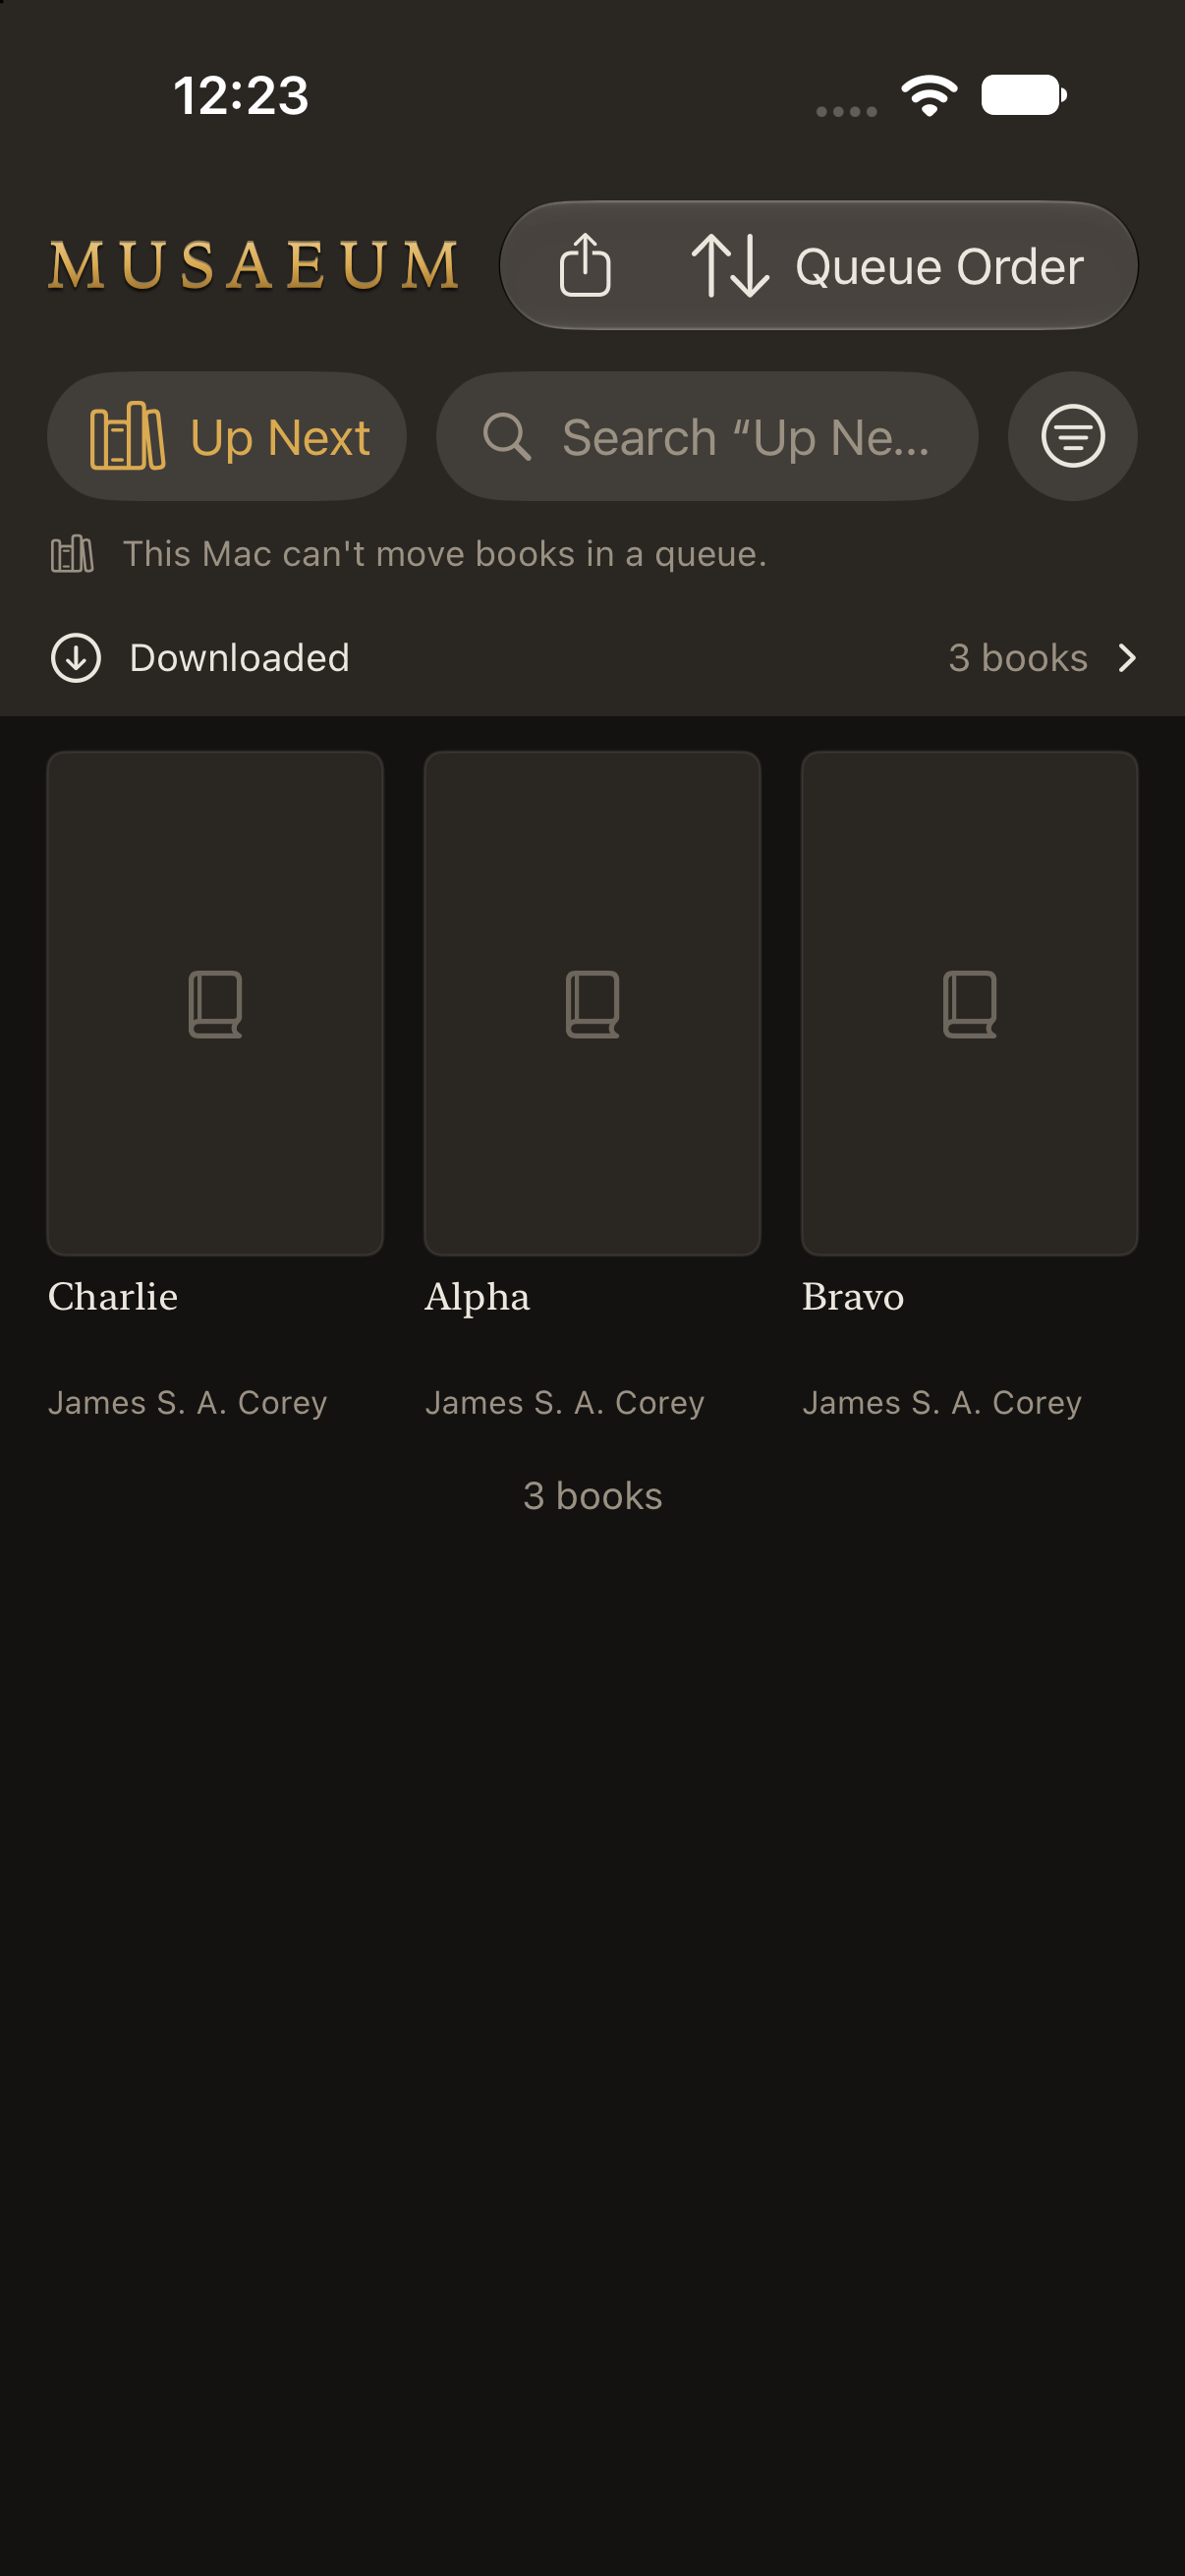 12:23
MUSAEUM
Queue Order
Up Next
Search “Up Ne...
This Mac can't move books in a queue.
Downloaded
3 books
Charlie
Alpha
Bravo
James S. A. Corey
James S. A. Corey
James S. A. Corey
3 books